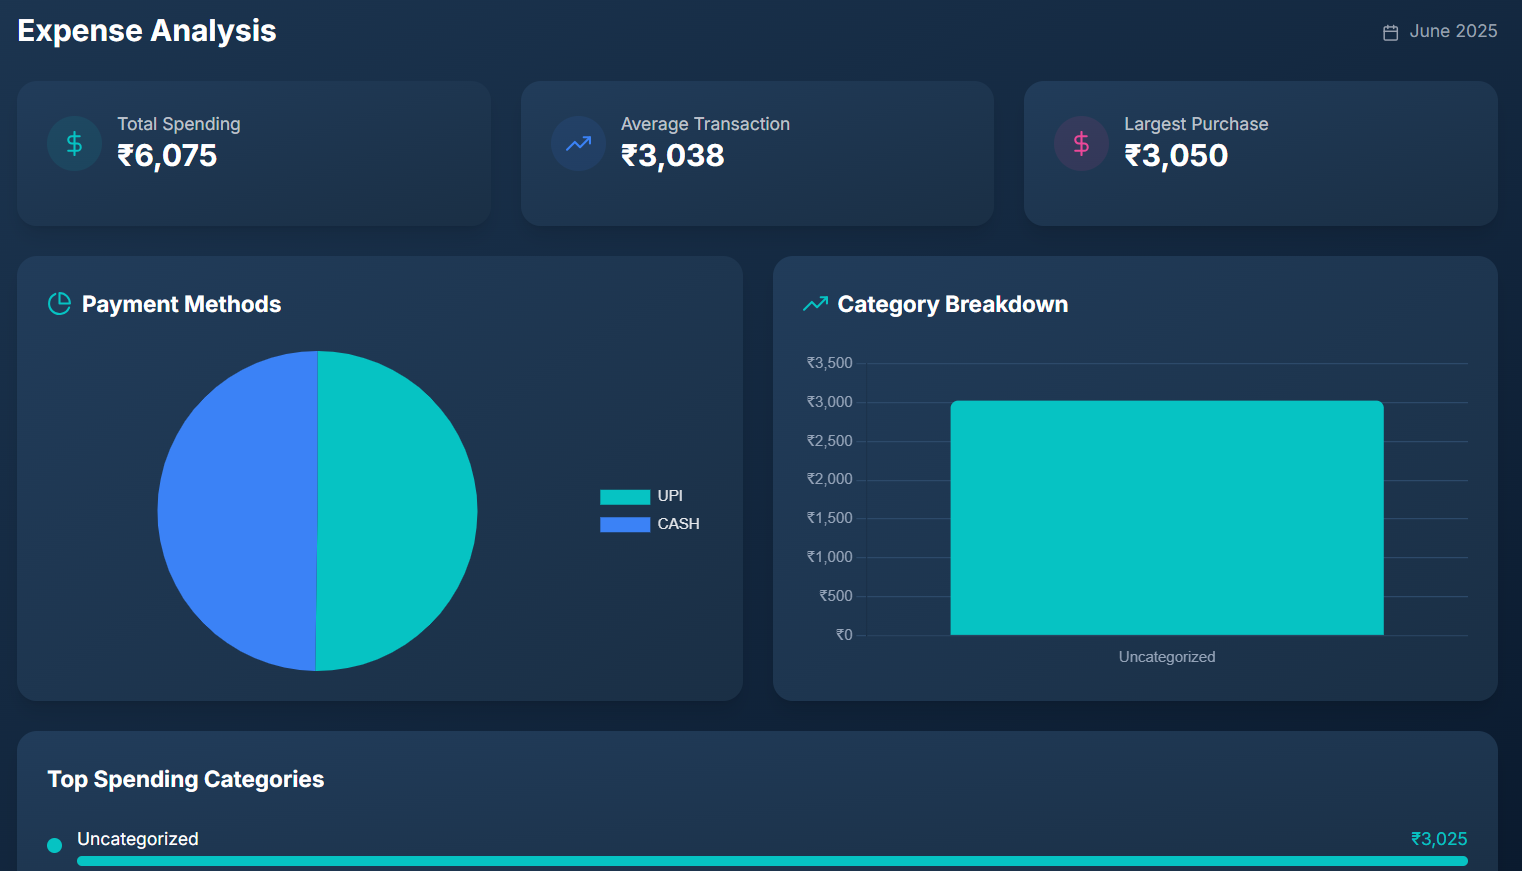 Expense Analysis
June 2025
Total Spending
₹6,075
Average Transaction
₹3,038
Largest Purchase
₹3,050
Payment Methods
UPI
CASH
Category Breakdown
₹3,500
₹3,000
₹2,500
₹2,000
₹1,500
₹1,000
₹500
₹0
Uncategorized
Top Spending Categories
Uncategorized
₹3,025